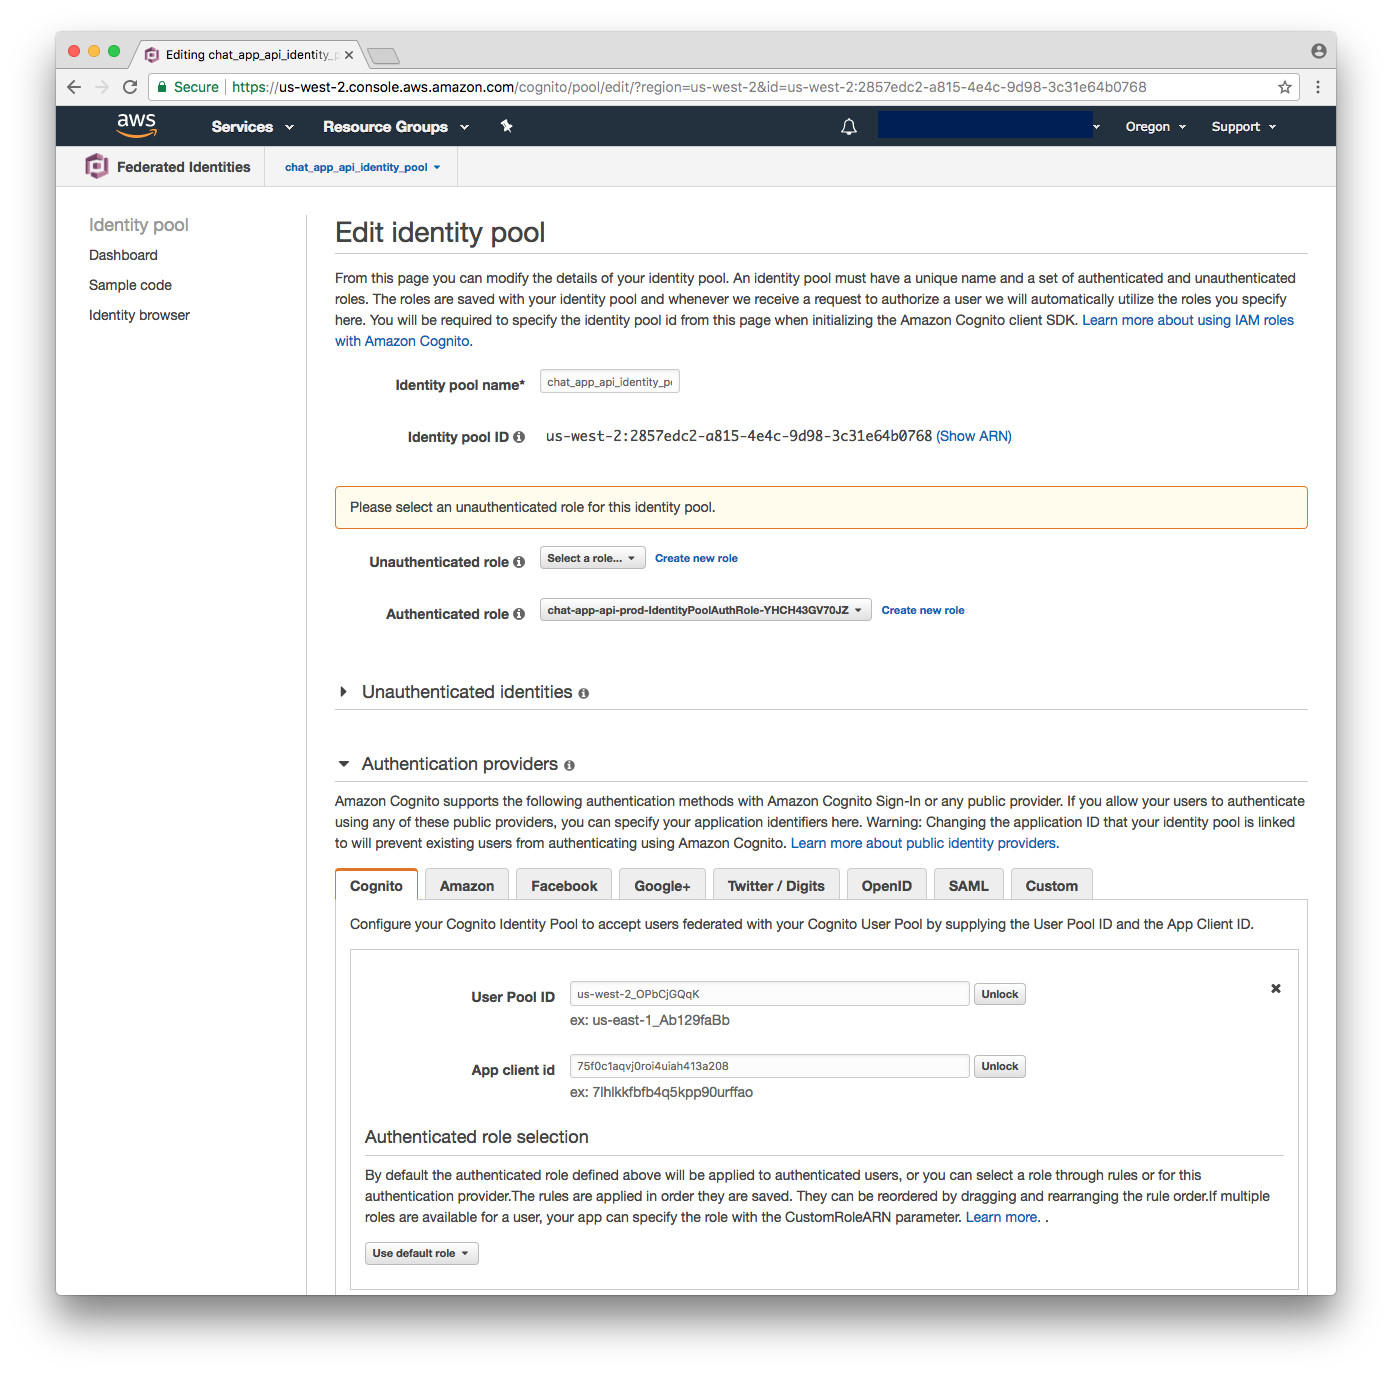 Editing chat_app_api_identity_p
Secure https://us-west-2.console.aws.amazon.com/cognito/pool/edit/?region=us-west-2&id=us-west-2:2857edc2-a815-4e4c-9d98-3c31e64b0768
aws Services Resource Groups Oregon Support
Federated Identities chat_app_api_identity_pool
Identity pool
Dashboard
Sample code
Identity browser
Edit identity pool
From this page you can modify the details of your identity pool. An identity pool must have a unique name and a set of authenticated and unauthenticated
roles. The roles are saved with your identity pool and whenever we receive a request to authorize a user we will automatically utilize the roles you specify
here. You will be required to specify the identity pool id from this page when initializing the Amazon Cognito client SDK. Learn more about using IAM roles
with Amazon Cognito.
Identity pool name* chat_app_api_identity_po
Identity pool ID us-west-2:2857edc2-a815-4e4c-9d98-3c31e64b0768 (Show ARN)
Please select an unauthenticated role for this identity pool.
Unauthenticated role Select a role... Create new role
Authenticated role chat-app-api-prod-IdentityPoolAuthRole-YHCH43GV70JZ Create new role
Unauthenticated identities
Authentication providers
Amazon Cognito supports the following authentication methods with Amazon Cognito Sign-In or any public provider. If you allow your users to authenticate
using any of these public providers, you can specify your application identifiers here. Warning: Changing the application ID that your identity pool is linked
to will prevent existing users from authenticating using Amazon Cognito. Learn more about public identity providers.
Cognito Amazon Facebook Google+ Twitter / Digits OpenID SAML Custom
Configure your Cognito Identity Pool to accept users federated with your Cognito User Pool by supplying the User Pool ID and the App Client ID.
User Pool ID us-west-2_OPbCjGQqK Unlock
ex: us-east-1_Ab129faBb
App client id 75f0c1aqvj0roi4uiah413a208 Unlock
ex: 7lhlkkfbfb4q5kpp90urffao
Authenticated role selection
By default the authenticated role defined above will be applied to authenticated users, or you can select a role through rules or for this
authentication provider.The rules are applied in order they are saved. They can be reordered by dragging and rearranging the rule order.If multiple
roles are available for a user, your app can specify the role with the CustomRoleARN parameter. Learn more. .
Use default role